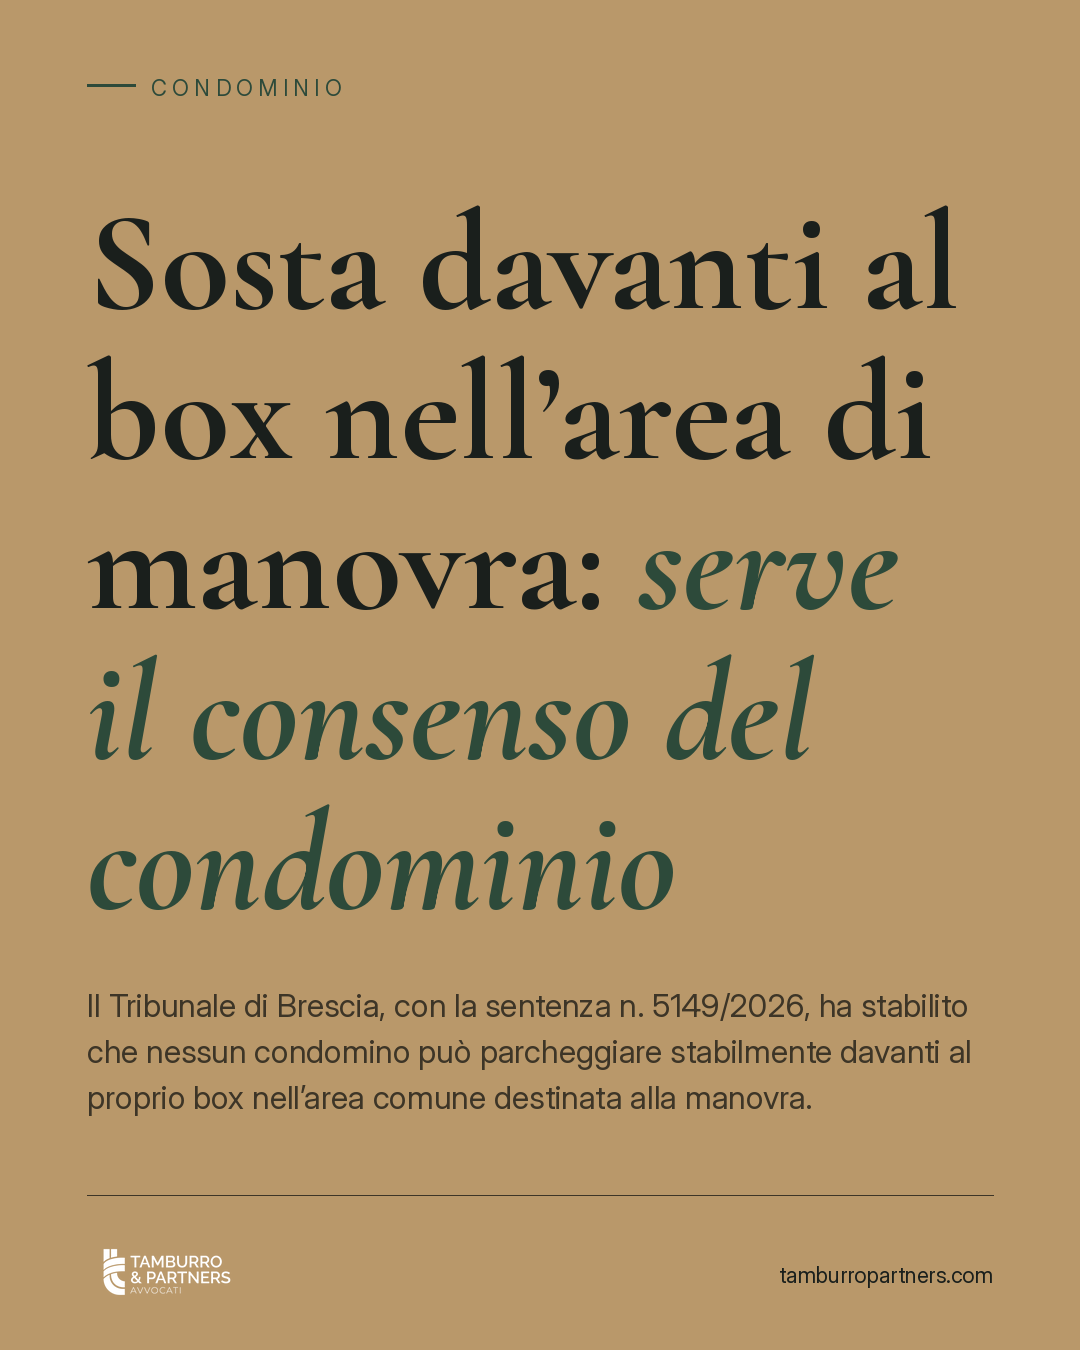 CONDOMINIO
Sosta davanti al
box nell’area di
manovra: serve
il consenso del
condominio
Il Tribunale di Brescia, con la sentenza n. 5149/2026, ha stabilito
che nessun condomino può parcheggiare stabilmente davanti al
proprio box nell’area comune destinata alla manovra.
TAMBURRO
& PARTNERS
AVVOCATI
tamburropartners.com